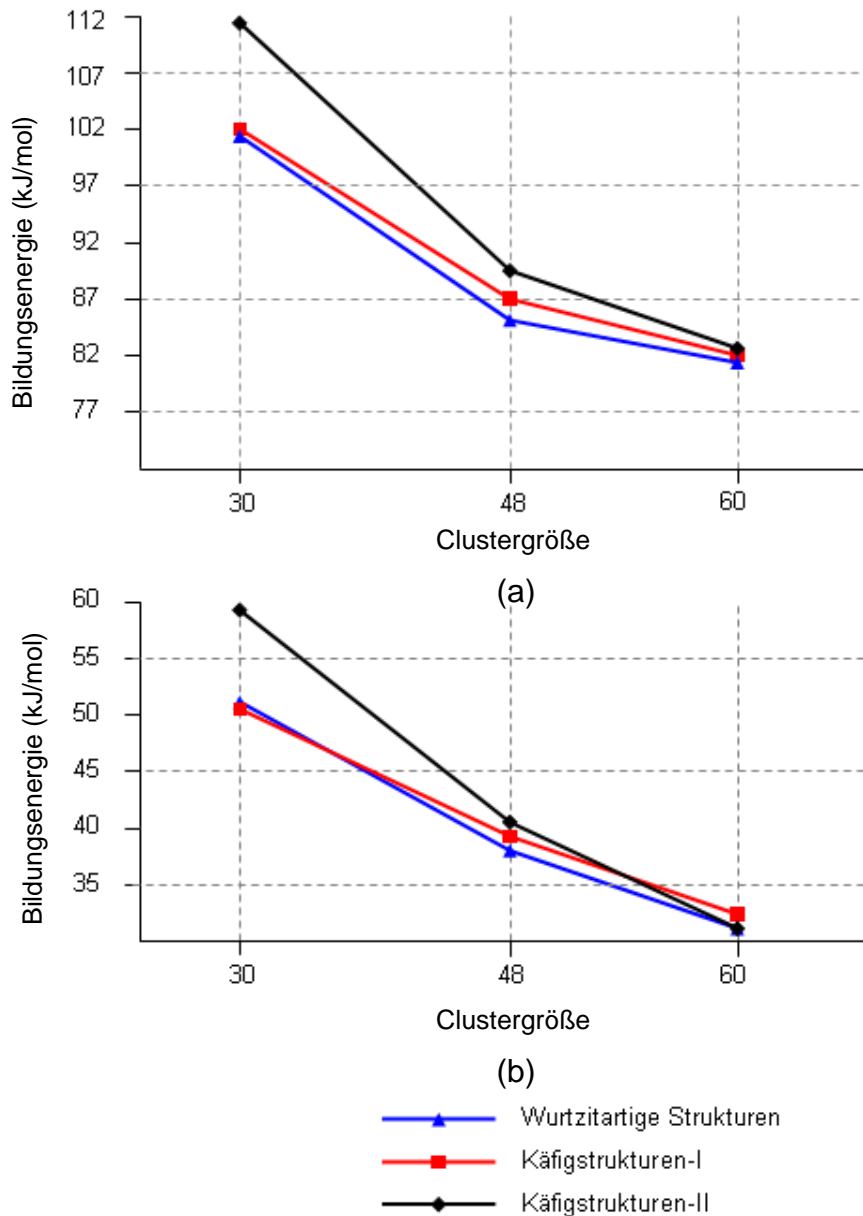 Bildungsenergie (kJ/mol)
112
107
102
97
92
87
82
77
30
48
60
Clustergröße
(a)
Bildungsenergie (kJ/mol)
60
55
50
45
40
35
30
48
60
Clustergröße
(b)
Wurtzitartige Strukturen
Käfigstrukturen-I
Käfigstrukturen-II